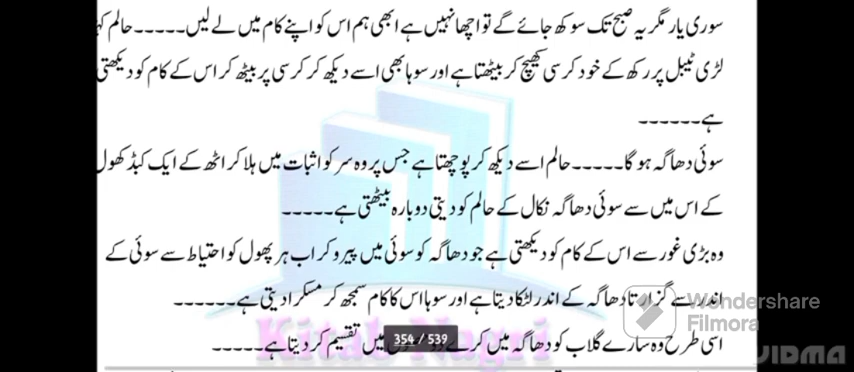 سوری یار مگر یہ صبح تک سوکھ جائے گے تو اچھا نہیں ہے ابھی ہم اس کو اپنے کام میں لے لیں۔۔۔۔۔ حالم
لڑی ٹیبل پر رکھ کے خود کرسی کھینچ کر بیٹھتا ہے اور سوہا بھی اسے دیکھ کر کرسی پر بیٹھ کر اس کے کام کو دیکھتی
ہے۔۔۔۔۔۔
سوئی دھاگہ ہو گا۔۔۔۔۔ حالم اسے دیکھ کر پوچھتا ہے جس پر وہ سر کو اثبات میں ہلا کر اٹھ کے ایک کبڈ کھول
کے اس میں سے سوئی دھاگہ نکال کے حالم کو دیتی دوبارہ بیٹھتی ہے۔۔۔۔۔
وہ بڑی غور سے اس کے کام کو دیکھتی ہے جو دھاگہ کو سوئی میں پیرو کر اب ہر پھول کو احتیاط سے سوئی کے
اندر سے گزارتا دھاگہ کے اندر لٹکا دیتا ہے اور سوہا اس کا کام سمجھ کر مسکرا دیتی ہے۔۔۔۔۔۔
Wondershare
Filmora
اسی طرح وہ سارے گلاب کو دھاگہ میں کر کے میں تقسیم کر دیتا ہے۔۔۔۔۔
354 / 539
Kitab Nagri
VIDMA